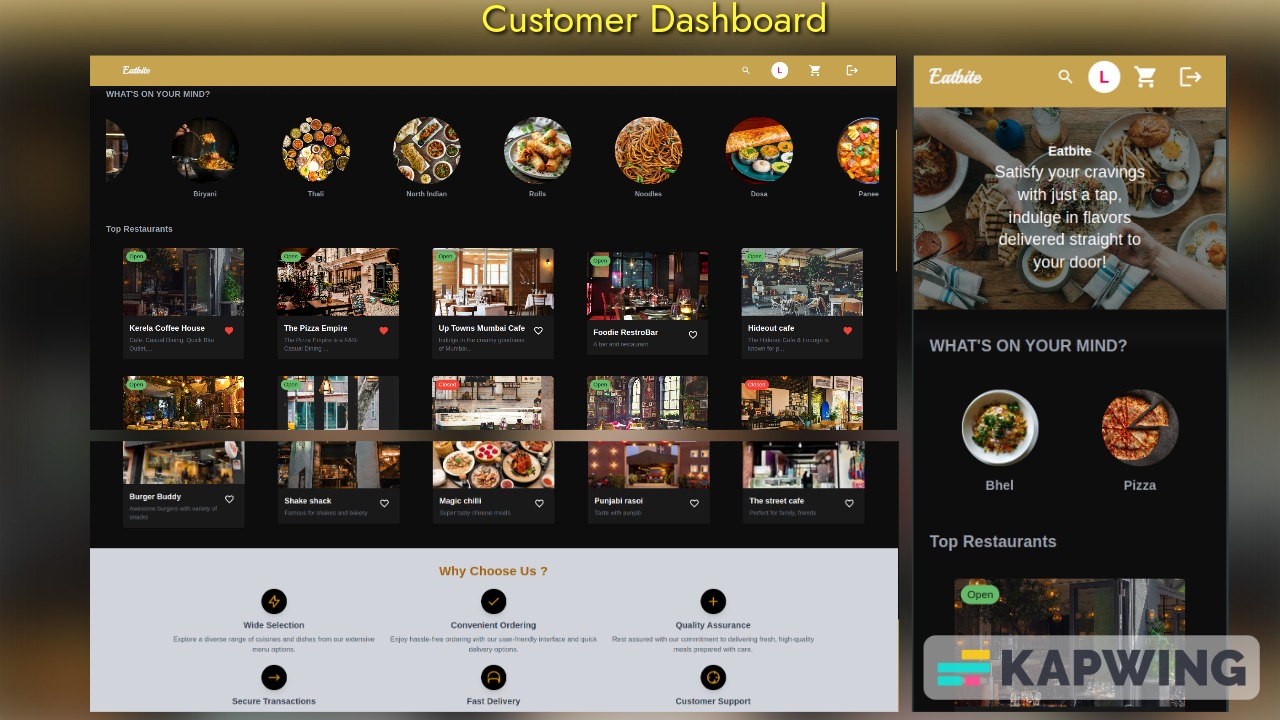 Customer Dashboard
Eatbite
L
WHAT'S ON YOUR MIND?
Biryani
Thali
North Indian
Rolls
Noodles
Dosa
Panee
Top Restaurants
Open
Kerela Coffee House
Cafe, Casual Dining, Quick Bite
Outlet,...
Open
The Pizza Empire
The Pizza Empire is a F&B-
Casual Dining ...
Open
Up Towns Mumbai Cafe
Indulge in the creamy goodness
of Mumbai...
Open
Foodie RestroBar
A bar and restaurant
Open
Hideout cafe
The Hideout Cafe & Lounge is
known for p...
Open
Open
Closed
Open
Closed
Burger Buddy
Awesome burgers with variety of
snacks
Shake shack
Famous for shakes and bakery
Magic chilli
Super tasty chinese meals
Punjabi rasoi
Taste with punjab
The street cafe
Perfect for family, friends
Why Choose Us ?
Wide Selection
Explore a diverse range of cuisines and dishes from our extensive
menu options.
Convenient Ordering
Enjoy hassle-free ordering with our user-friendly interface and quick
delivery options.
Quality Assurance
Rest assured with our commitment to delivering fresh, high-quality
meals prepared with care.
Secure Transactions
Fast Delivery
Customer Support
Eatbite
L
Eatbite
Satisfy your cravings
with just a tap,
indulge in flavors
delivered straight to
your door!
WHAT'S ON YOUR MIND?
Bhel
Pizza
Top Restaurants
Open
KAPWING